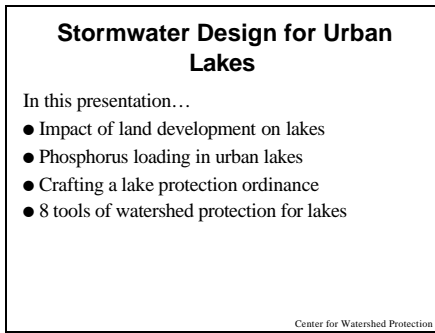 Stormwater Design for Urban
Lakes
In this presentation…
● Impact of land development on lakes
● Phosphorus loading in urban lakes
● Crafting a lake protection ordinance
● 8 tools of watershed protection for lakes
Center for Watershed Protection